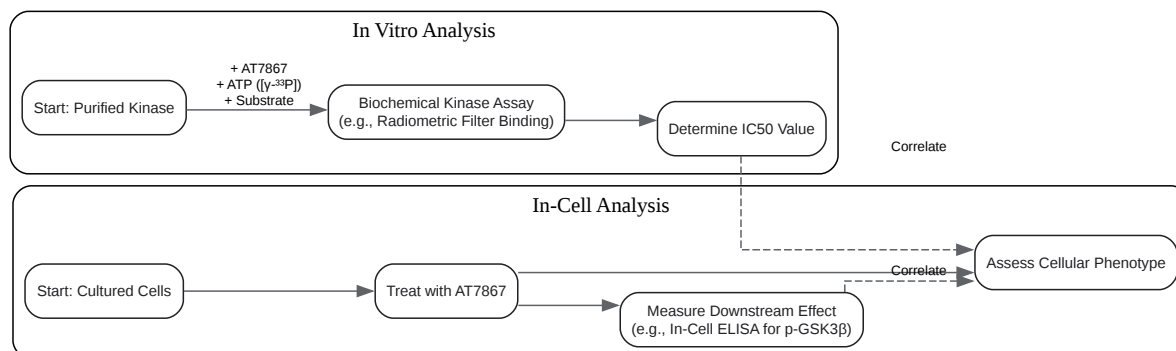 In Vitro Analysis
+ AT7867
+ ATP ([γ-³³P])
+ Substrate
Start: Purified Kinase
Biochemical Kinase Assay
(e.g., Radiometric Filter Binding)
Determine IC50 Value
Correlate
In-Cell Analysis
Start: Cultured Cells
Treat with AT7867
Correlate
Assess Cellular Phenotype
Measure Downstream Effect
(e.g., In-Cell ELISA for p-GSK3β)